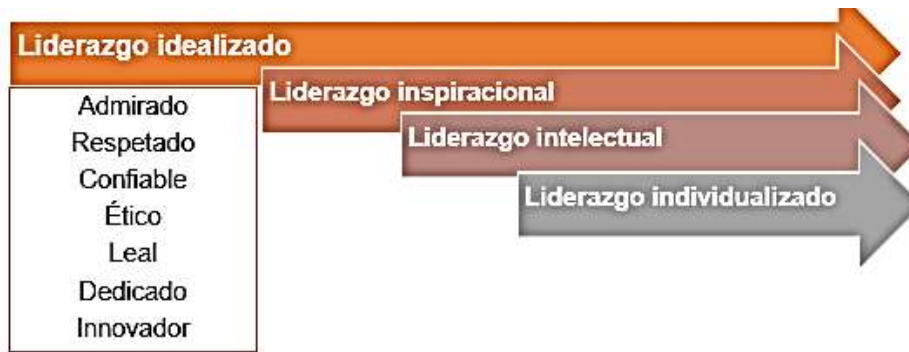 Liderazgo idealizado
Admirado
Respetado
Confiable
Ético
Leal
Dedicado
Innovador
Liderazgo inspiracional
Liderazgo intelectual
Liderazgo individualizado